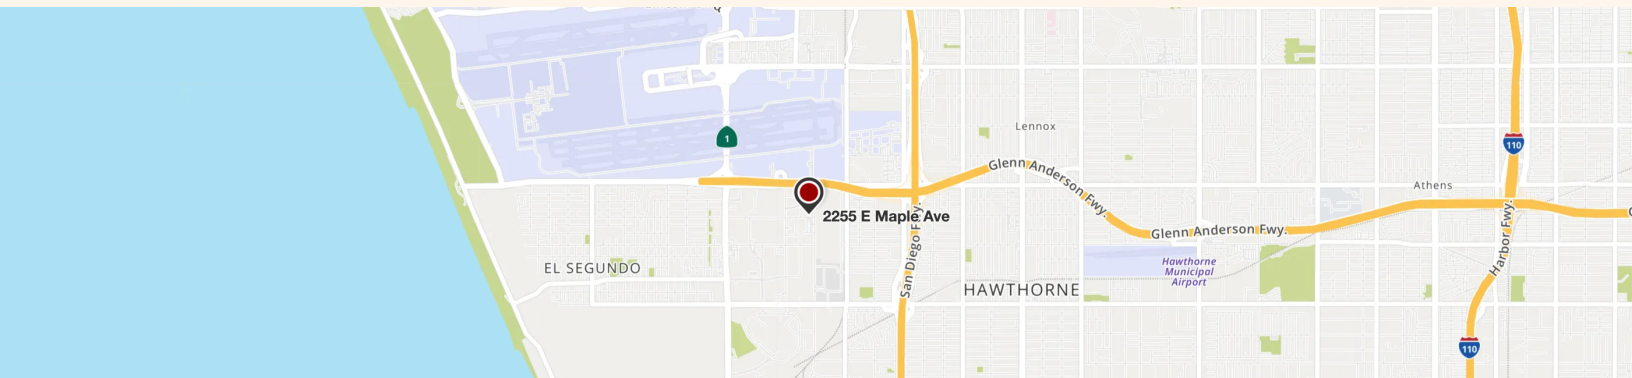 1
Lennox
110
Glenn Anderson Fwy.
Athens
2255 E Maple Ave
San Diego Fwy.
Glenn Anderson Fwy.
Harbor Fwy.
EL SEGUNDO
Hawthorne
Municipal
Airport
HAWTHORNE
110